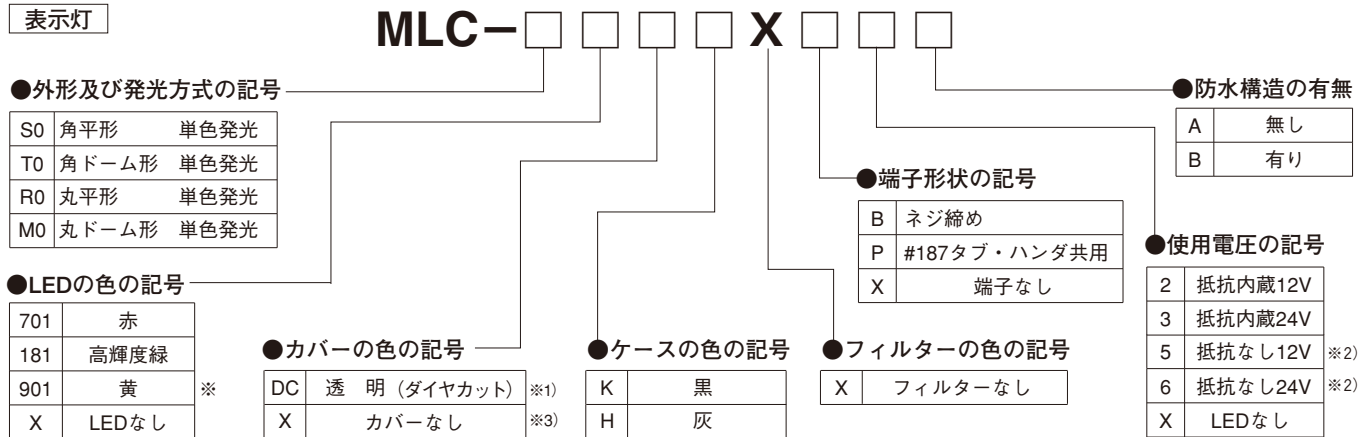 表示灯
MLC-□ □ □ □ X □ □ □
●外形及び発光方式の記号
S0 角平形 単色発光
T0 角ドーム形 単色発光
R0 丸平形 単色発光
M0 丸ドーム形 単色発光
●LEDの色の記号
701 赤
181 高輝度緑
901 黄 ※
X LEDなし
●カバーの色の記号
DC 透 明（ダイヤカット） ※1)
X カバーなし ※3)
●ケースの色の記号
K 黒
H 灰
●フィルターの色の記号
X フィルターなし
●端子形状の記号
B ネジ締め
P #187タブ・ハンダ共用
X 端子なし
●防水構造の有無
A 無し
B 有り
●使用電圧の記号
2 抵抗内蔵12V
3 抵抗内蔵24V
5 抵抗なし12V ※2)
6 抵抗なし24V ※2)
X LEDなし